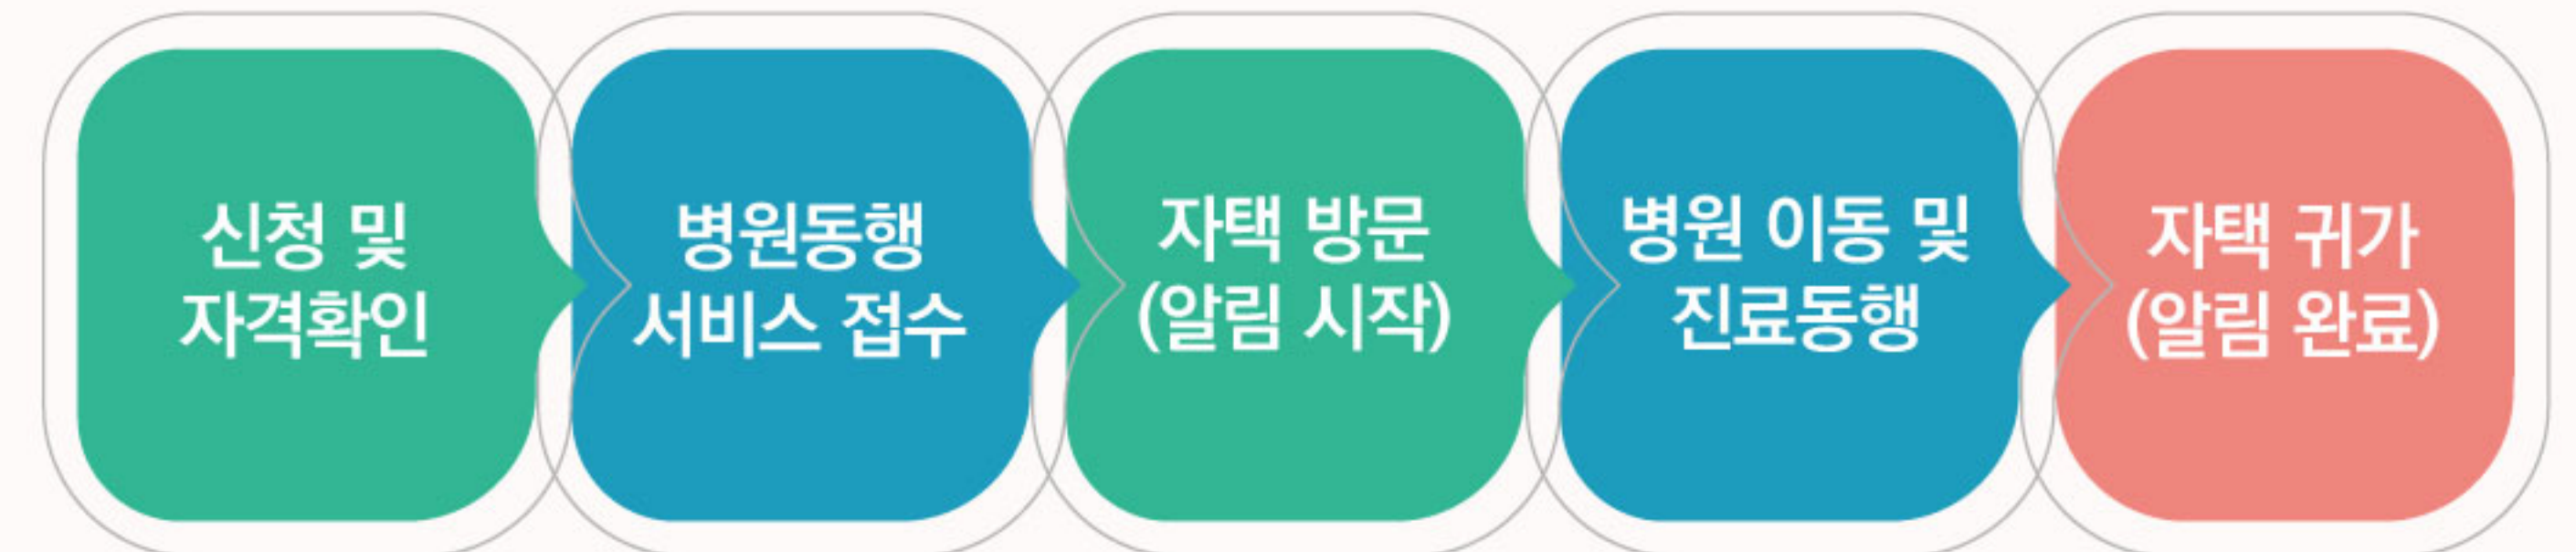 신청 및
자격확인
병원동행
서비스 접수
자택 방문
(알림 시작)
병원 이동 및
진료동행
자택 귀가
(알림 완료)